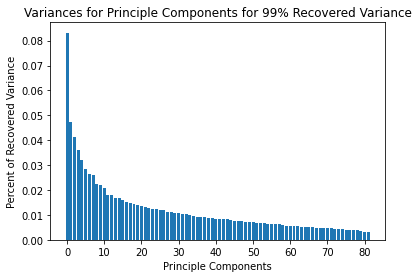 Variances for Principle Components for 99% Recovered Variance
Percent of Recovered Variance
0.08
0.07
0.06
0.05
0.04
0.03
0.02
0.01
0.00
0 10 20 30 40 50 60 70 80
Principle Components